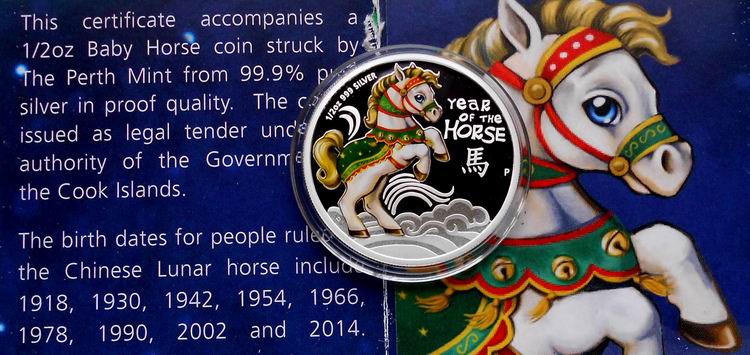 This certificate accompanies a
1/2oz Baby Horse coin struck by
The Perth Mint from 99.9%
silver in proof quality. The
issued as legal tender
authority of the
the Cook Islands.
The birth dates for people
the Chinese Lunar horse
1918, 1930, 1942, 1954, 1966,
1978, 1990, 2002 and 2014.
1/2oz 999 SILVER
YEAR
OF THE
HORSE
馬
P